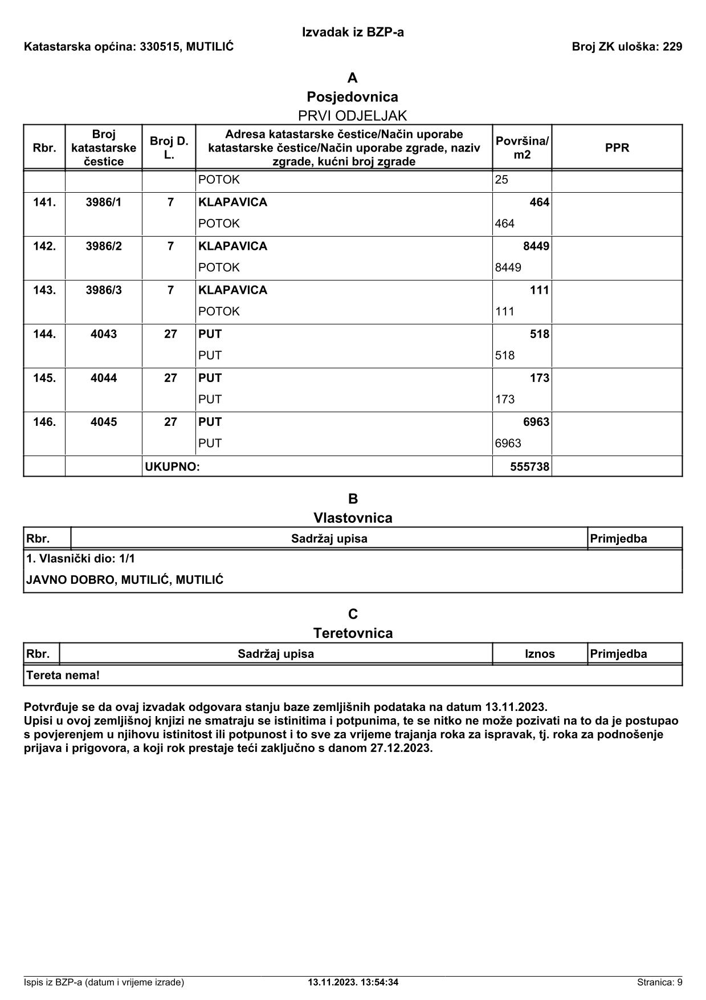 Izvadak iz BZP-a
Katastarska općina: 330515, MUTILIĆ Broj ZK uloška: 229
A
Posjedovnica
PRVI ODJELJAK
Rbr. Broj katastarske čestice Broj D. L. Adresa katastarske čestice/Način uporabe katastarske čestice/Način uporabe zgrade, naziv zgrade, kućni broj zgrade Površina/ m2 PPR
POTOK 25
141. 3986/1 7 KLAPAVICA 464
POTOK 464
142. 3986/2 7 KLAPAVICA 8449
POTOK 8449
143. 3986/3 7 KLAPAVICA 111
POTOK 111
144. 4043 27 PUT 518
PUT 518
145. 4044 27 PUT 173
PUT 173
146. 4045 27 PUT 6963
PUT 6963
UKUPNO: 555738
B
Vlastovnica
Rbr. Sadržaj upisa Primjedba
1. Vlasnički dio: 1/1
JAVNO DOBRO, MUTILIĆ, MUTILIĆ
C
Teretovnica
Rbr. Sadržaj upisa Iznos Primjedba
Tereta nema!
Potvrđuje se da ovaj izvadak odgovara stanju baze zemljišnih podataka na datum 13.11.2023.
Upisi u ovoj zemljišnoj knjizi ne smatraju se istinitima i potpunima, te se nitko ne može pozivati na to da je postupao
s povjerenjem u njihovu istinitost ili potpunost i to sve za vrijeme trajanja roka za ispravak, tj. roka za podnošenje
prijava i prigovora, a koji rok prestaje teći zaključno s danom 27.12.2023.
Ispis iz BZP-a (datum i vrijeme izrade) 13.11.2023. 13:54:34 Stranica: 9